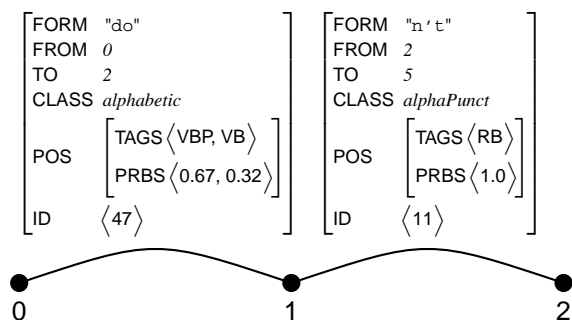 FORM "do"
FROM 0
TO 2
CLASS alphabetic
POS
TAGS ⟨VBP, VB⟩
PRBS ⟨0.67, 0.32⟩
ID ⟨47⟩
FORM "n't"
FROM 2
TO 5
CLASS alphaPunct
POS
TAGS ⟨RB⟩
PRBS ⟨1.0⟩
ID ⟨11⟩
0 1 2